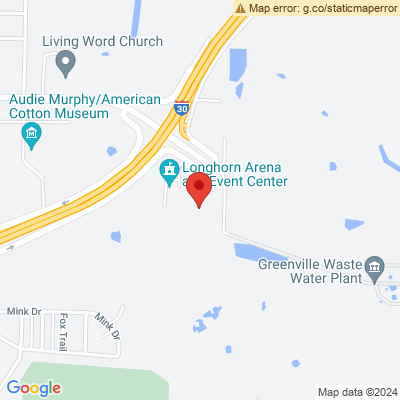 Map error: g.co/staticmaperror
Living Word Church
30
Audie Murphy/American
Cotton Museum
Longhorn Arena
and Event Center
Greenville Waste
Water Plant
Mink Dr
Fox Trail
Mink Dr
Google
Map data ©2024